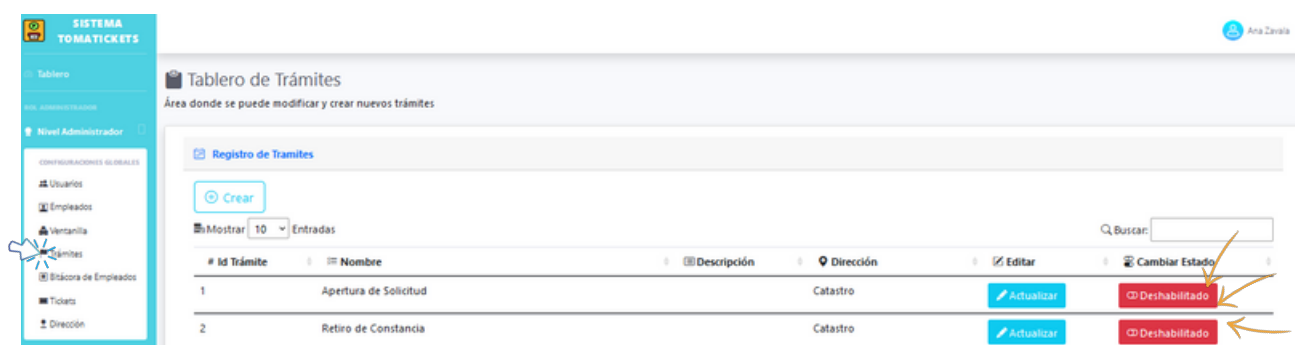 SISTEMA
TOMATICKETS
Ana Zavala
Tablero
Tablero de Trámites
Área donde se puede modificar y crear nuevos trámites
ROL ADMINISTRADOR
Nivel Administrador
Registro de Tramites
CONFIGURACIONES GLOBALES
Usuarios
Crear
Empleados
Ventanilla
Mostrar 10 Entradas
Buscar:
Trámites
# Id Trámite Nombre Descripción Dirección Editar Cambiar Estado
Bitácora de Empleados
1 Apertura de Solicitud Catastro Actualizar Deshabilitado
Tickets
Dirección
2 Retiro de Constancia Catastro Actualizar Deshabilitado